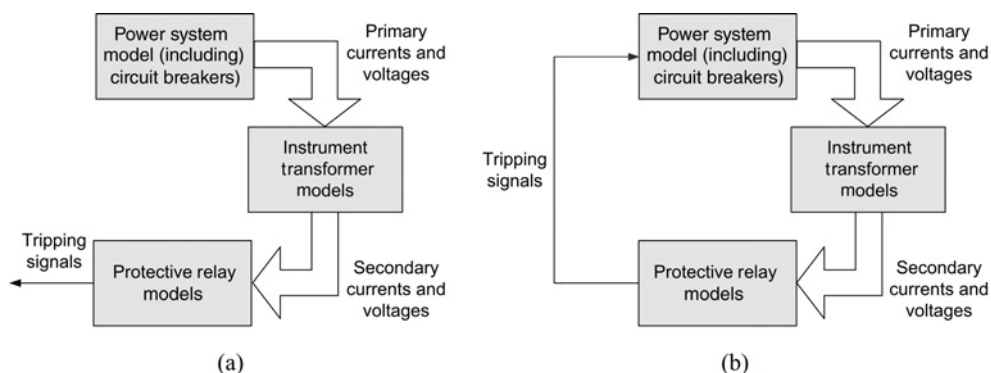 Power system
model (including)
circuit breakers)
Primary
currents and
voltages
Instrument
transformer
models
Tripping
signals
Protective relay
models
Secondary
currents and
voltages
(a)
Power system
model (including)
circuit breakers)
Primary
currents and
voltages
Tripping
signals
Instrument
transformer
models
Protective relay
models
Secondary
currents and
voltages
(b)